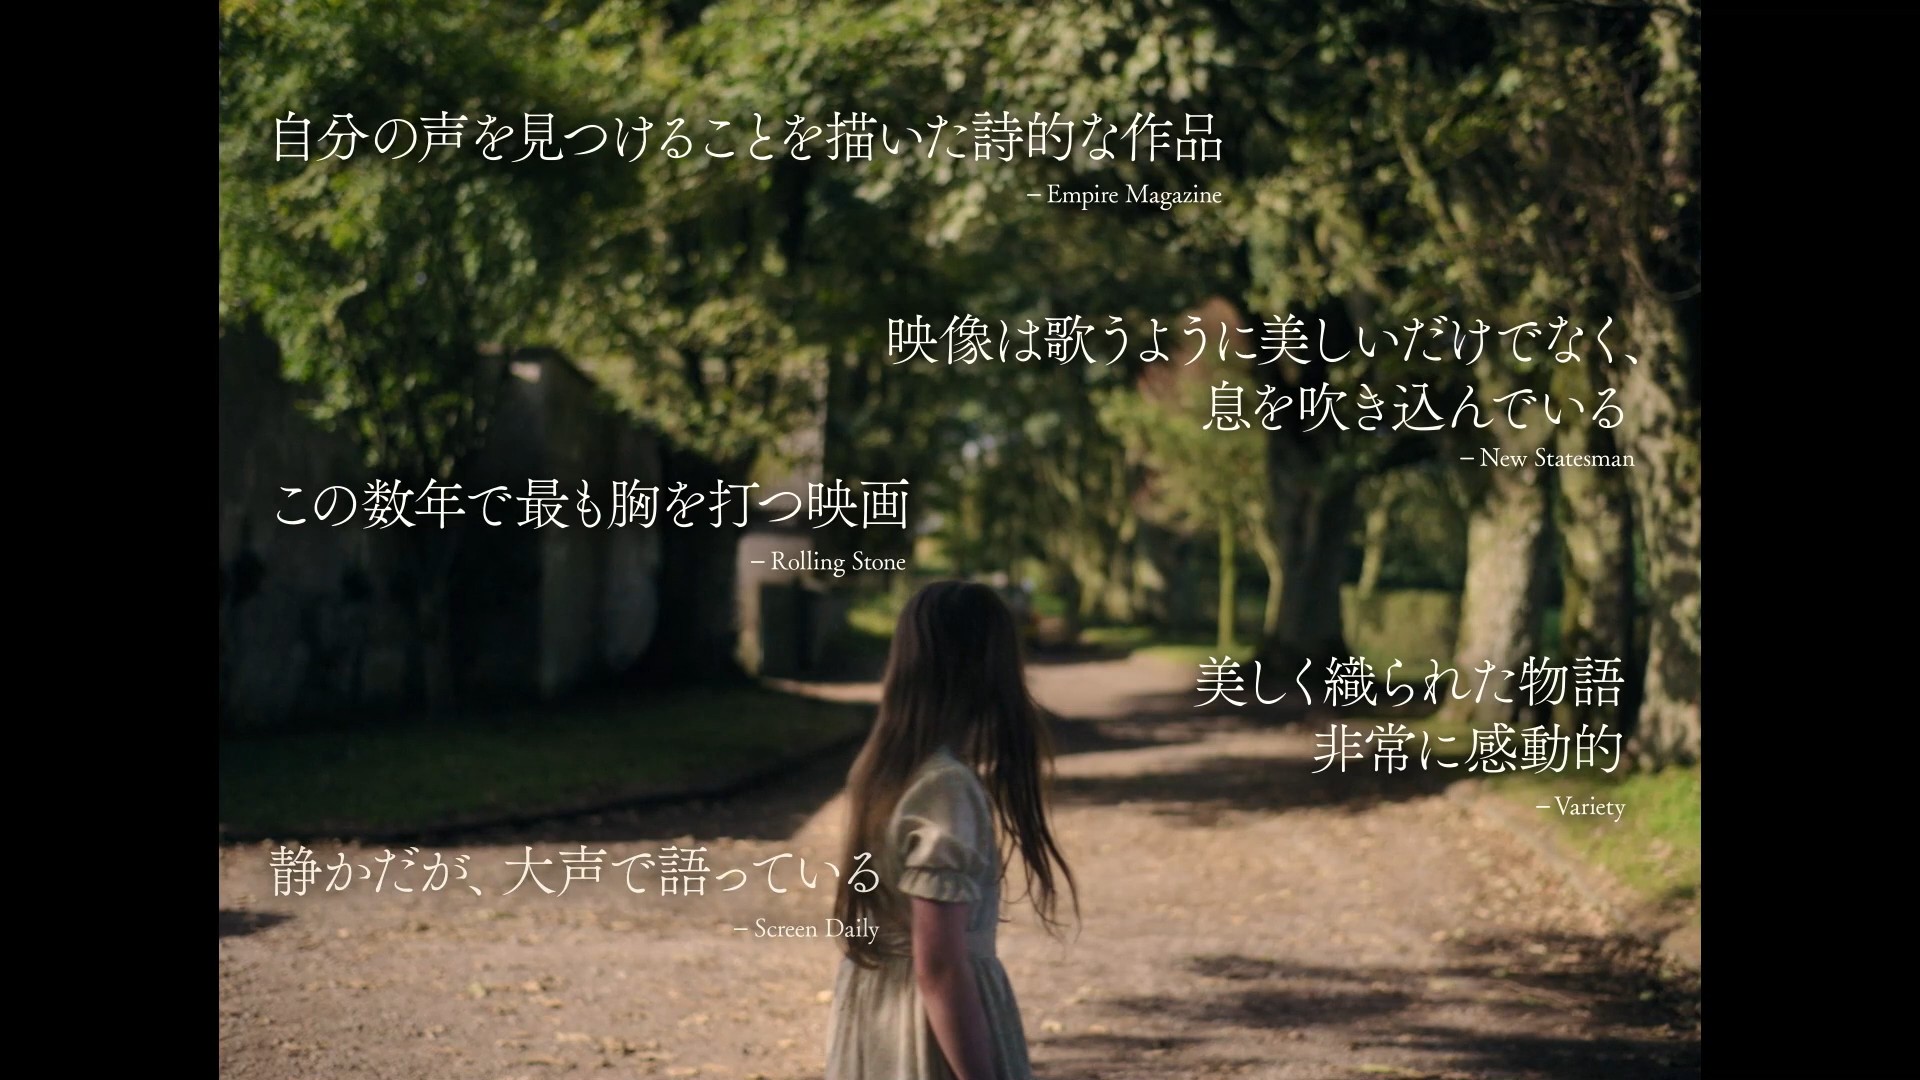 自分の声を見つけることを描いた詩的な作品
– Empire Magazine
映像は歌うように美しいだけでなく、
息を吹き込んでいる
– New Statesman
この数年で最も胸を打つ映画
– Rolling Stone
美しく織られた物語
非常に感動的
– Variety
静かだが、大声で語っている
– Screen Daily